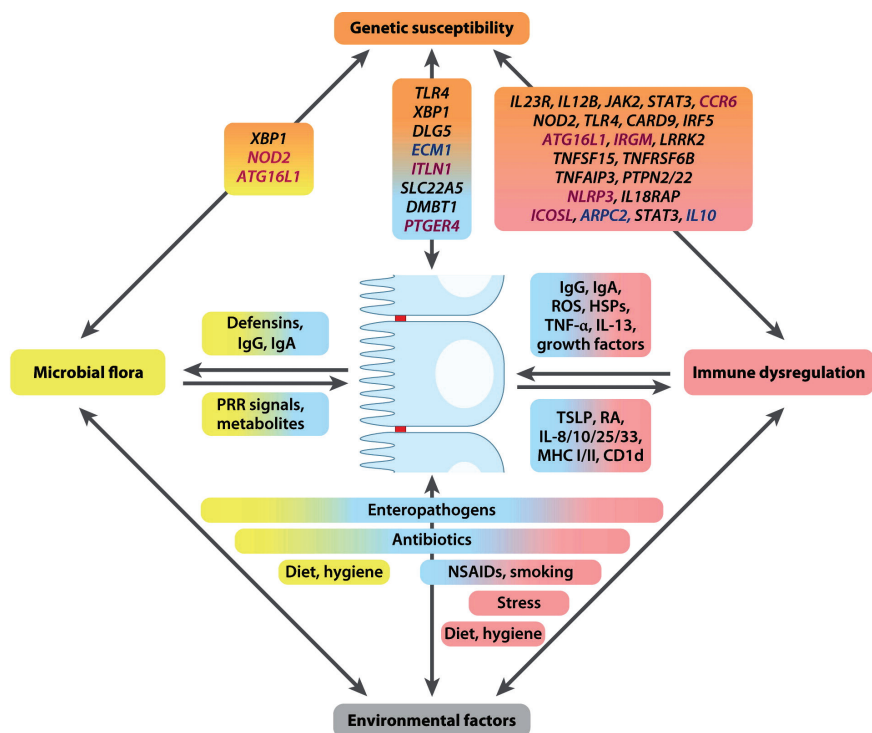 Genetic susceptibility
XBP1
NOD2
ATG16L1
TLR4
XBP1
DLG5
ECM1
ITLN1
SLC22A5
DMBT1
PTGER4
IL23R, IL12B, JAK2, STAT3, CCR6
NOD2, TLR4, CARD9, IRF5
ATG16L1, IRGM, LRRK2
TNFSF15, TNFRSF6B
TNFAIP3, PTPN2/22
NLRP3, IL18RAP
ICOSL, ARPC2, STAT3, IL10
Defensins,
IgG, IgA
IgG, IgA,
ROS, HSPs,
TNF-α, IL-13,
growth factors
Microbial flora
Immune dysregulation
PRR signals,
metabolites
TSLP, RA,
IL-8/10/25/33,
MHC I/II, CD1d
Enteropathogens
Antibiotics
Diet, hygiene
NSAIDs, smoking
Stress
Diet, hygiene
Environmental factors